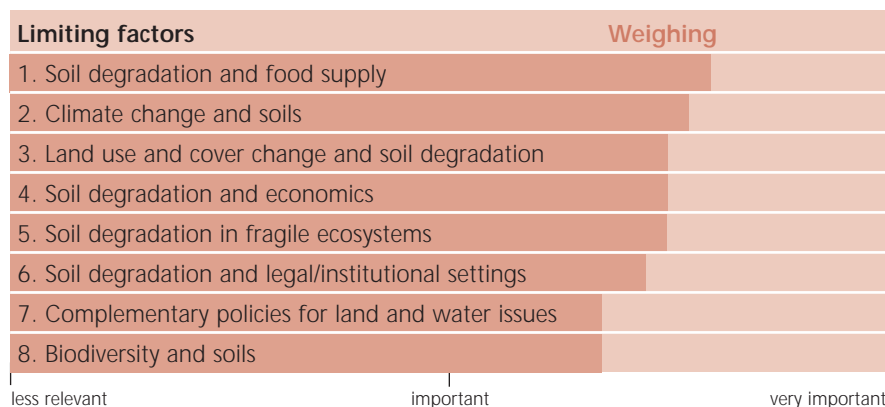 Limiting factors Weighing
1. Soil degradation and food supply
2. Climate change and soils
3. Land use and cover change and soil degradation
4. Soil degradation and economics
5. Soil degradation in fragile ecosystems
6. Soil degradation and legal/institutional settings
7. Complementary policies for land and water issues
8. Biodiversity and soils
less relevant important very important